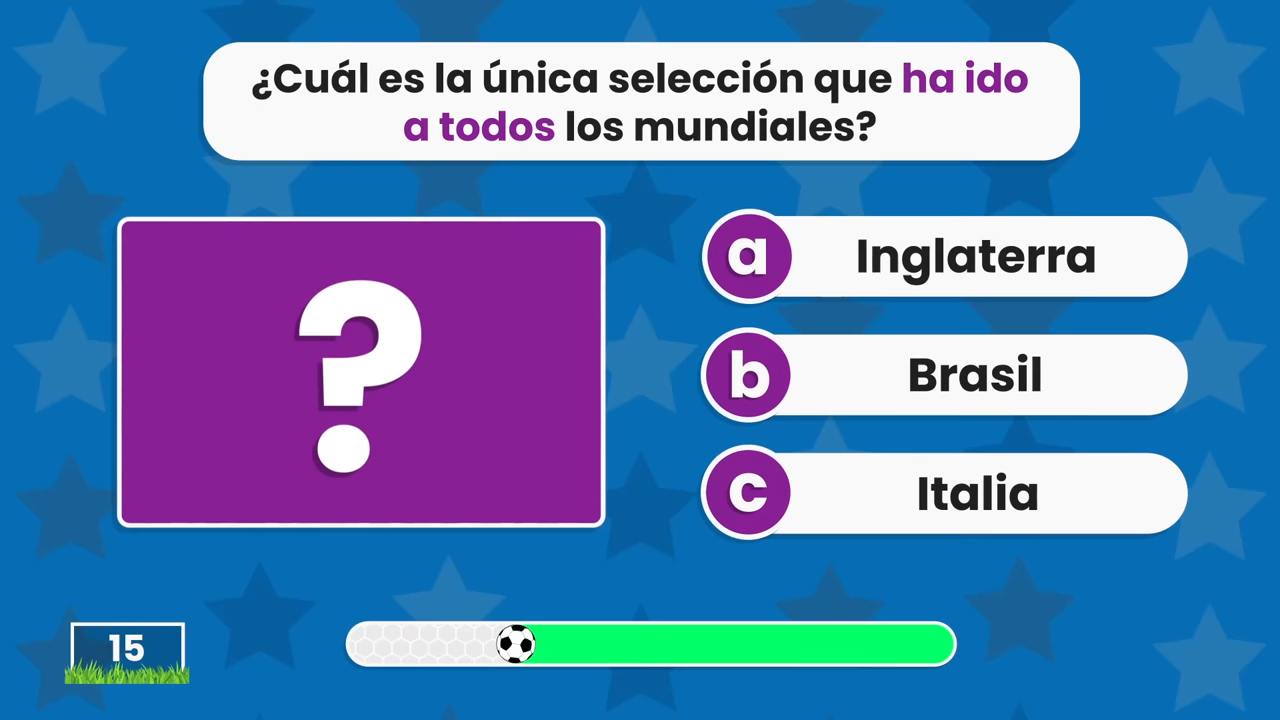 ¿Cuál es la única selección que ha ido
a todos los mundiales?
?
a Inglaterra
b Brasil
c Italia
15